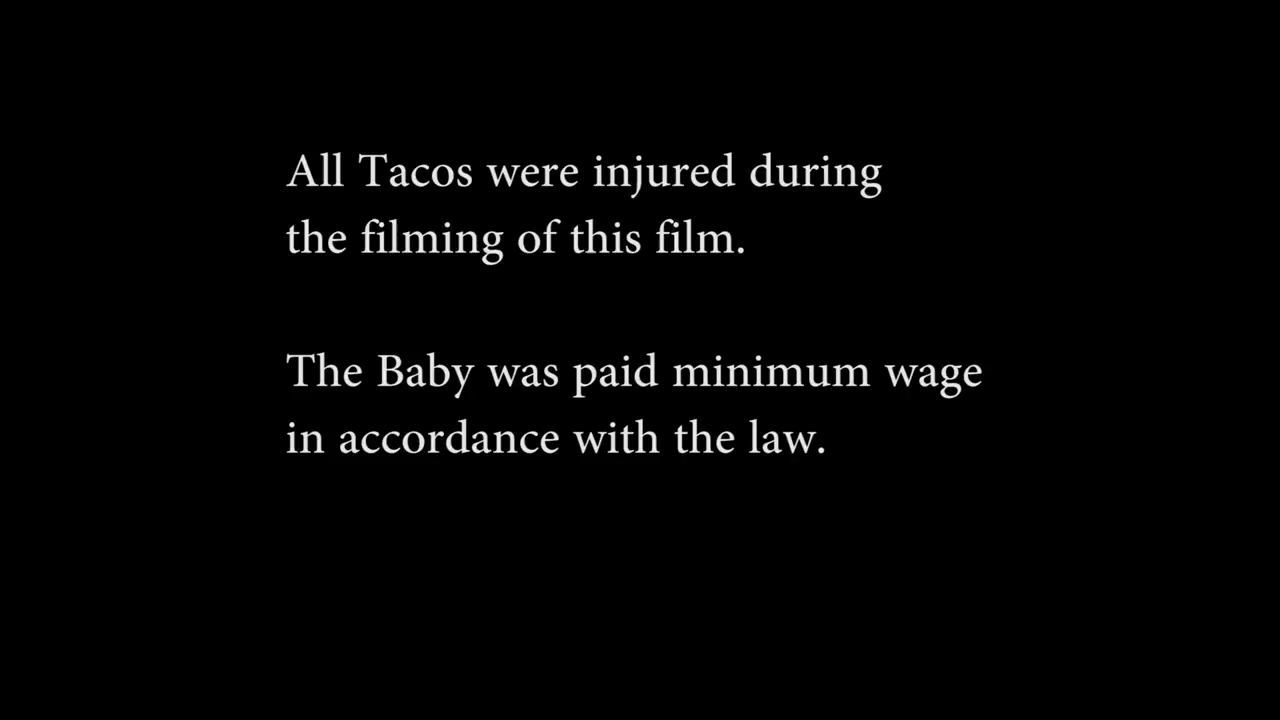 All Tacos were injured during
the filming of this film.
The Baby was paid minimum wage
in accordance with the law.